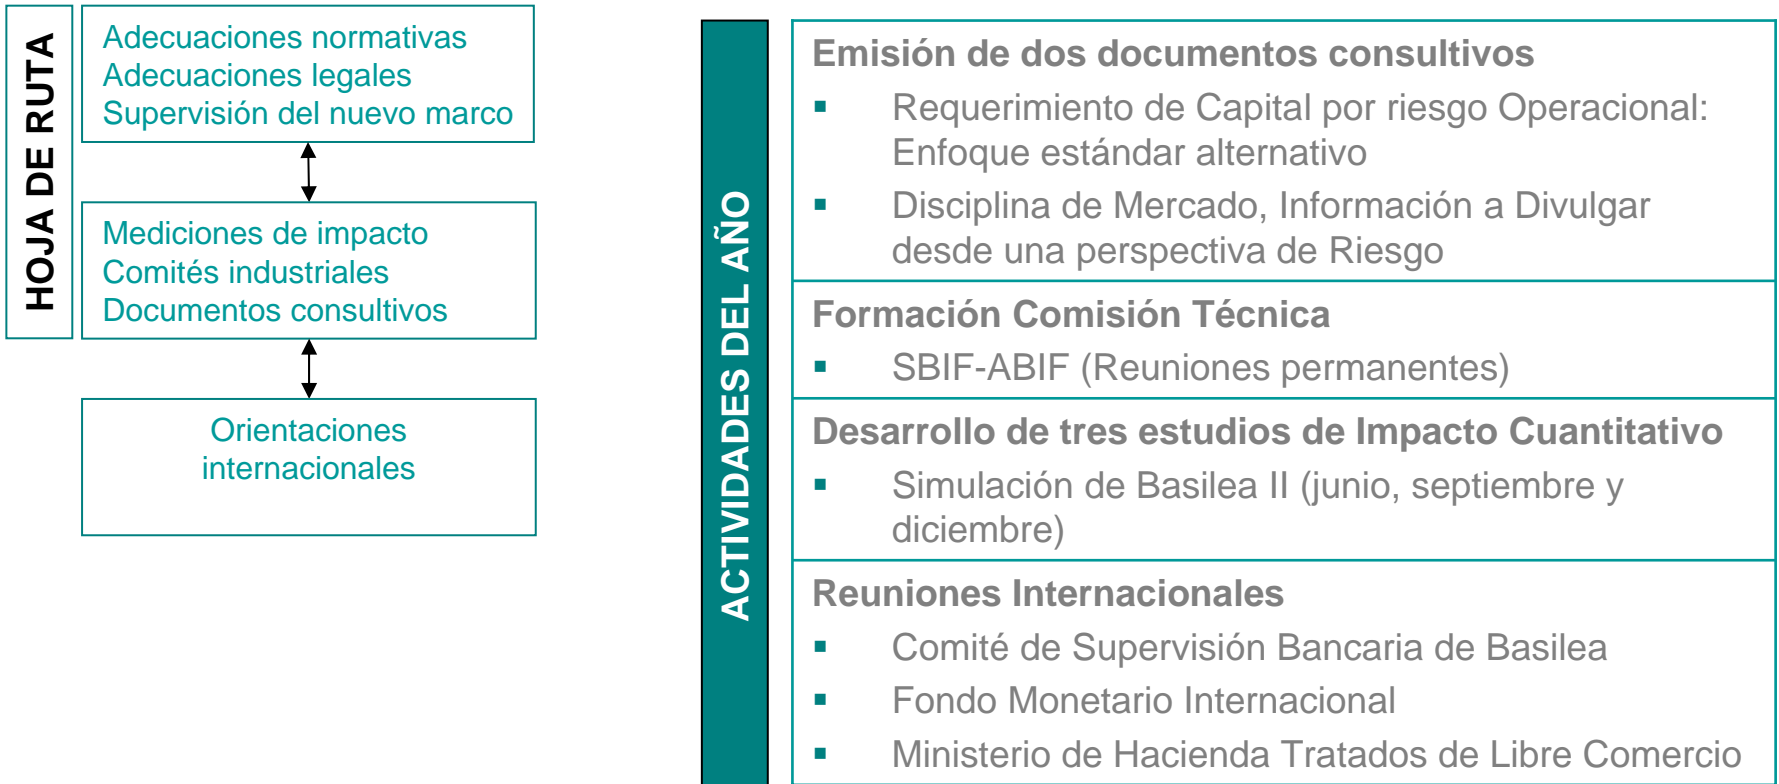 HOJA DE RUTA
Adecuaciones normativas
Adecuaciones legales
Supervisión del nuevo marco
Mediciones de impacto
Comités industriales
Documentos consultivos
Orientaciones
internacionales
ACTIVIDADES DEL AÑO
Emisión de dos documentos consultivos
▪ Requerimiento de Capital por riesgo Operacional:
Enfoque estándar alternativo
▪ Disciplina de Mercado, Información a Divulgar
desde una perspectiva de Riesgo
Formación Comisión Técnica
▪ SBIF-ABIF (Reuniones permanentes)
Desarrollo de tres estudios de Impacto Cuantitativo
▪ Simulación de Basilea II (junio, septiembre y
diciembre)
Reuniones Internacionales
▪ Comité de Supervisión Bancaria de Basilea
▪ Fondo Monetario Internacional
▪ Ministerio de Hacienda Tratados de Libre Comercio